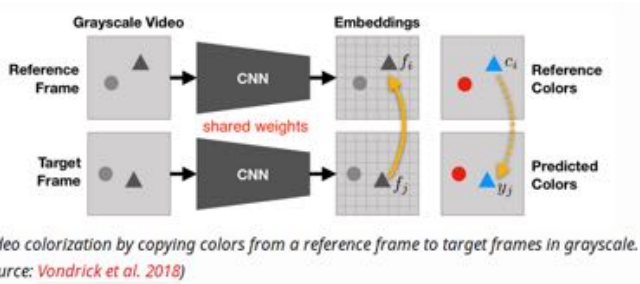 Grayscale Video
Embeddings
Reference
Frame
CNN
f_i
c_i
Reference
Colors
shared weights
Target
Frame
CNN
f_j
y_j
Predicted
Colors
deo colorization by copying colors from a reference frame to target frames in grayscale.
urce: Vondrick et al. 2018)